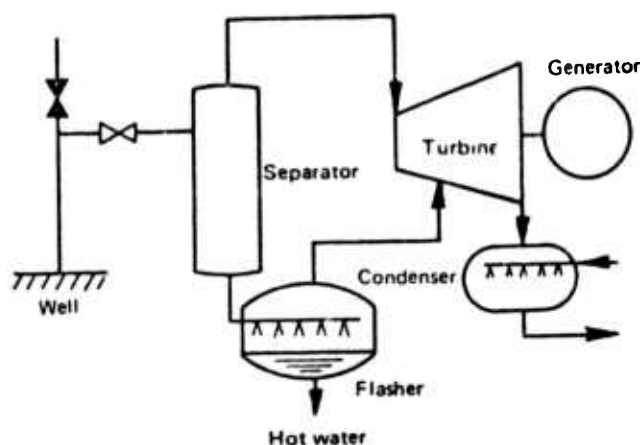 Generator
Turbine
Separator
Condenser
Well
Flasher
Hot water